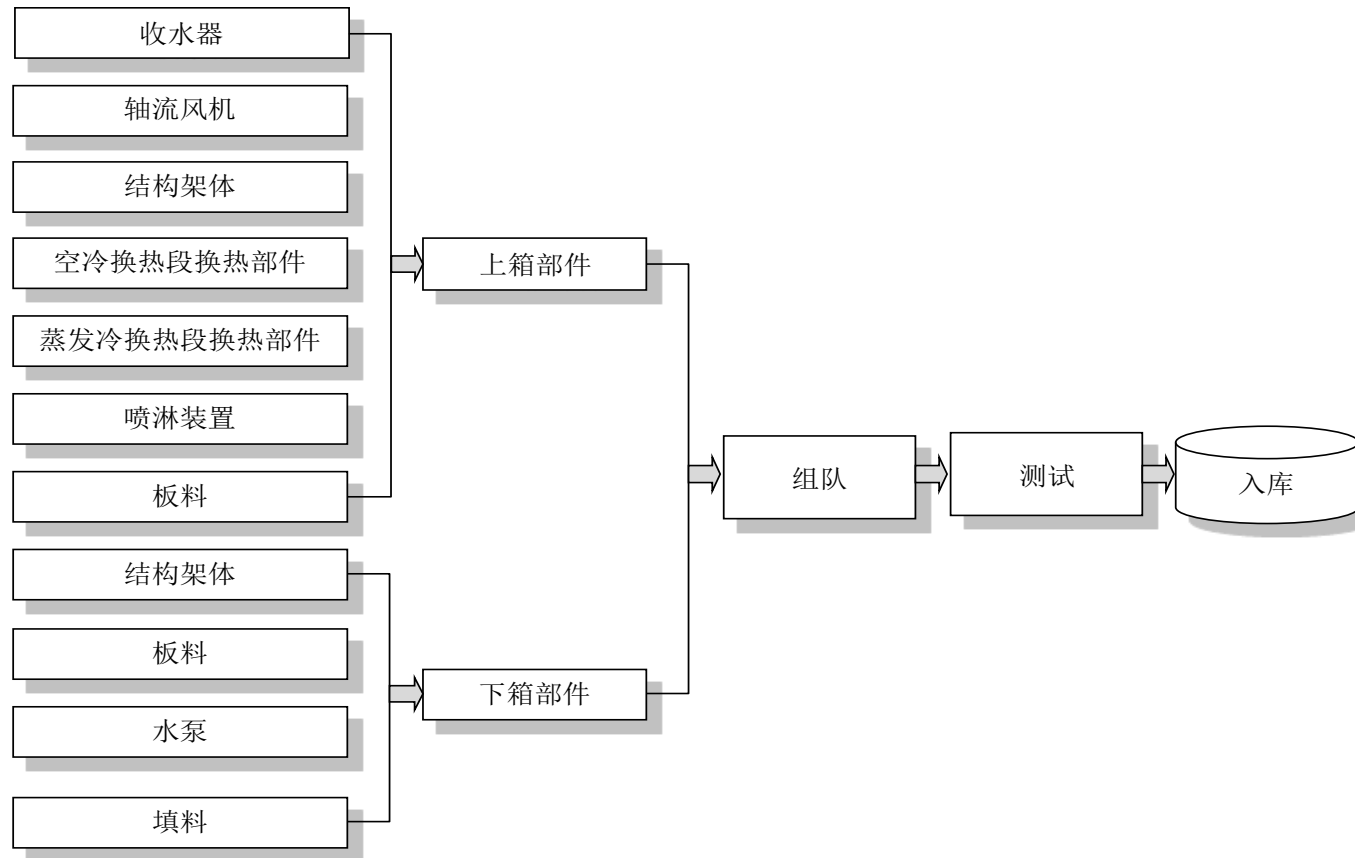 收水器
轴流风机
结构架体
空冷换热段换热部件
蒸发冷换热段换热部件
喷淋装置
板料
结构架体
板料
水泵
填料
上箱部件
下箱部件
组队
测试
入库